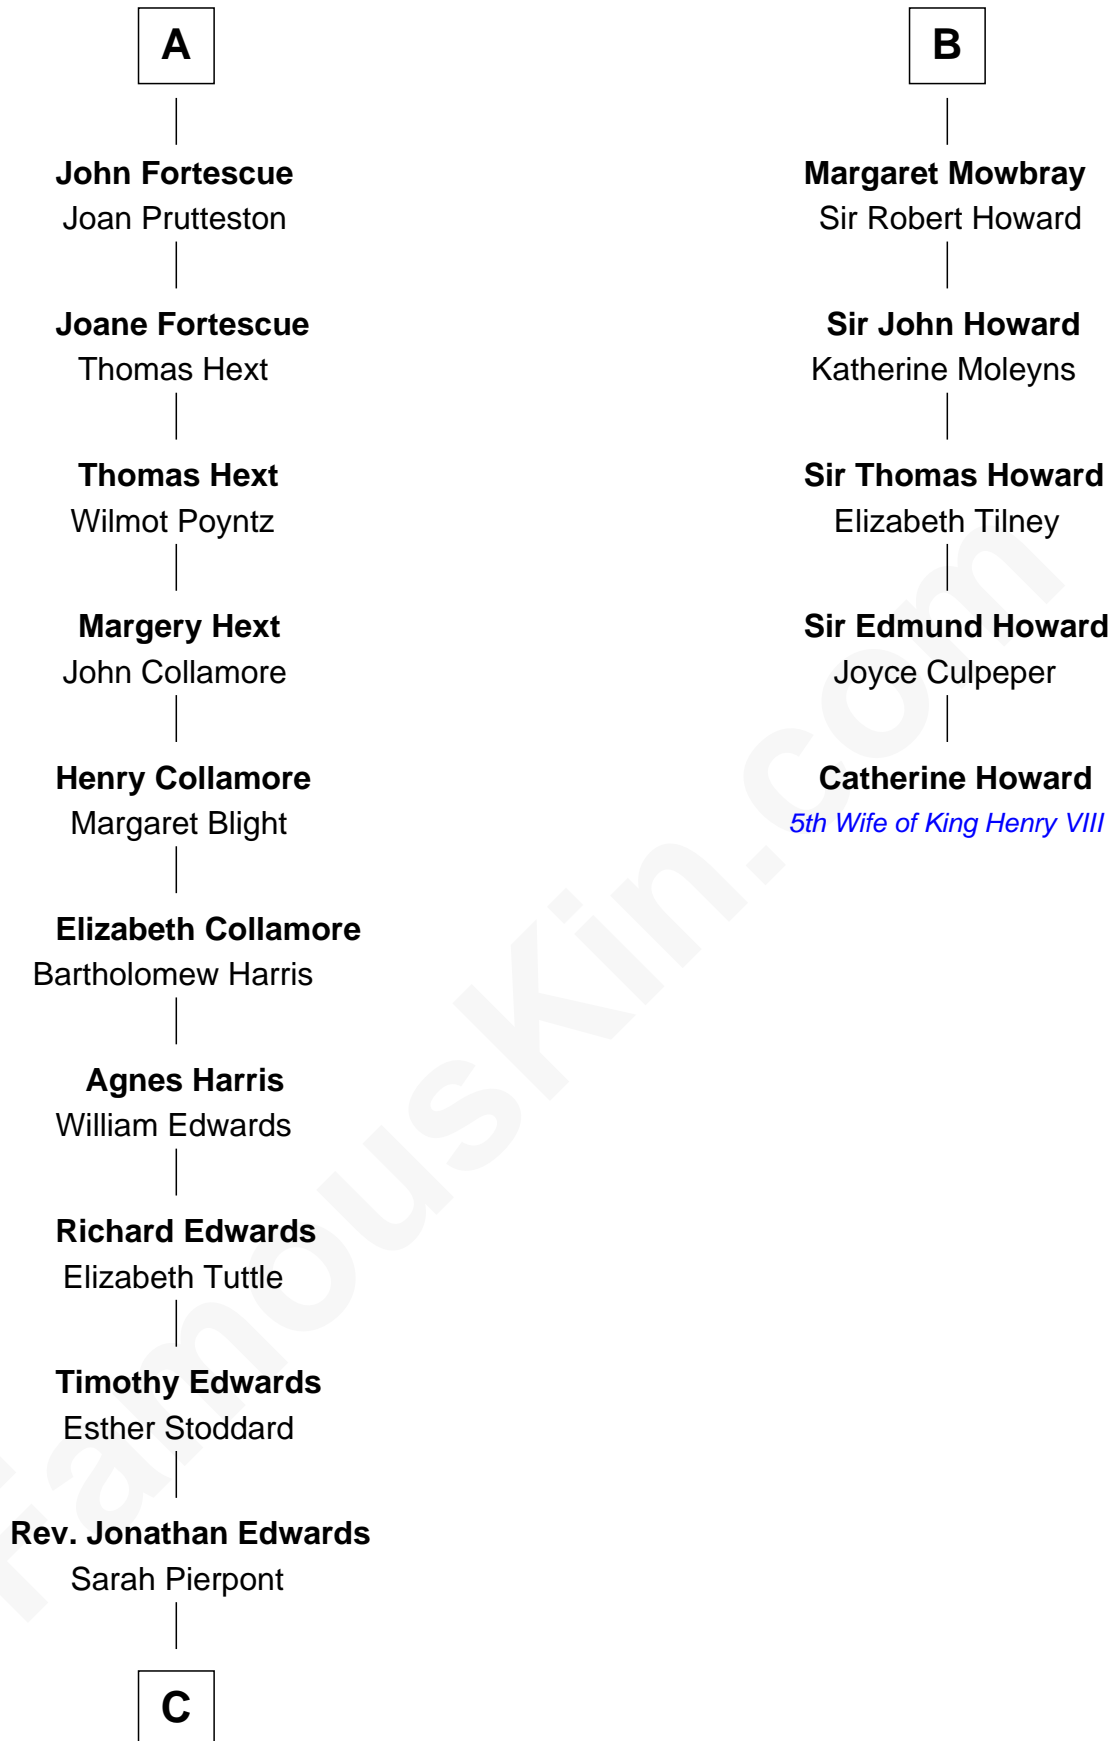 A
John Fortescue
Joan Prutteston
Joane Fortescue
Thomas Hext
Thomas Hext
Wilmot Poyntz
Margery Hext
John Collamore
Henry Collamore
Margaret Blight
Elizabeth Collamore
Bartholomew Harris
Agnes Harris
William Edwards
Richard Edwards
Elizabeth Tuttle
Timothy Edwards
Esther Stoddard
Rev. Jonathan Edwards
Sarah Pierpont
C
B
Margaret Mowbray
Sir Robert Howard
Sir John Howard
Katherine Moleyns
Sir Thomas Howard
Elizabeth Tilney
Sir Edmund Howard
Joyce Culpeper
Catherine Howard
5th Wife of King Henry VIII
FamousKin.com